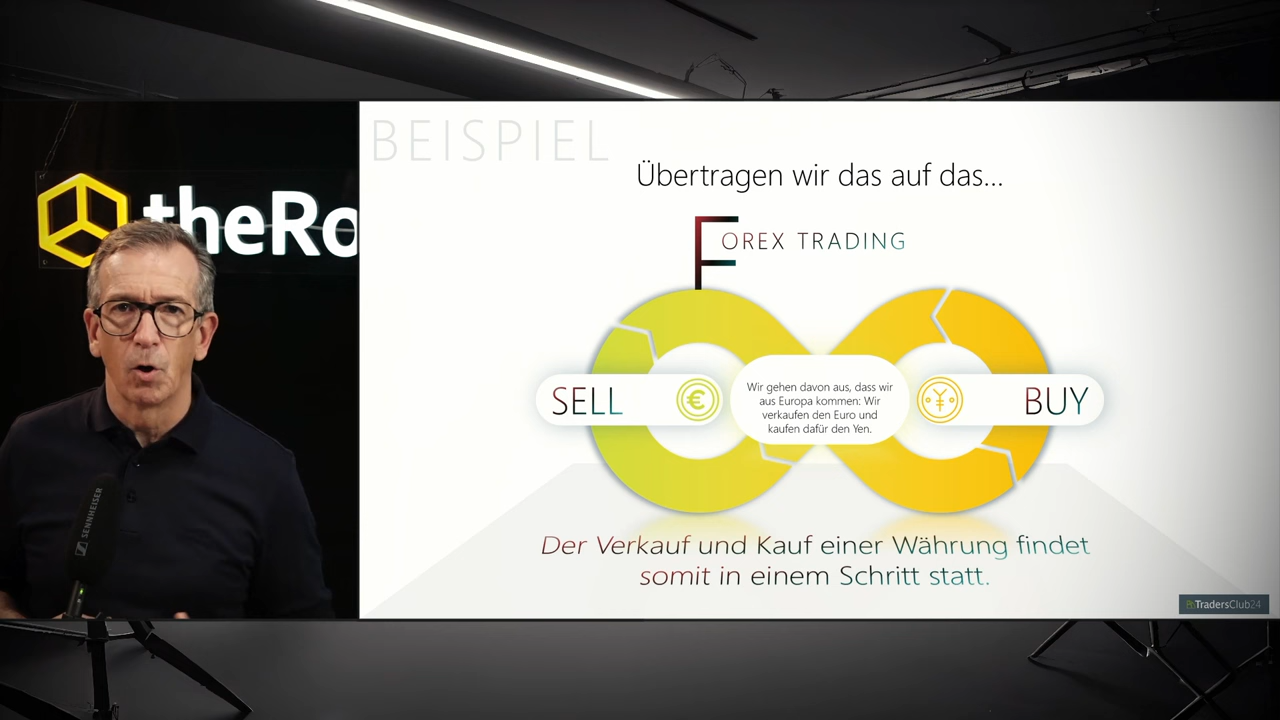 BEISPIEL
Übertragen wir das auf das...
FOREX TRADING
SELL
€
Wir gehen davon aus, dass wir
aus Europa kommen: Wir
verkaufen den Euro und
kaufen dafür den Yen.
¥
BUY
Der Verkauf und Kauf einer Währung findet
somit in einem Schritt statt.
TradersClub24
theRo
SENNHEISER